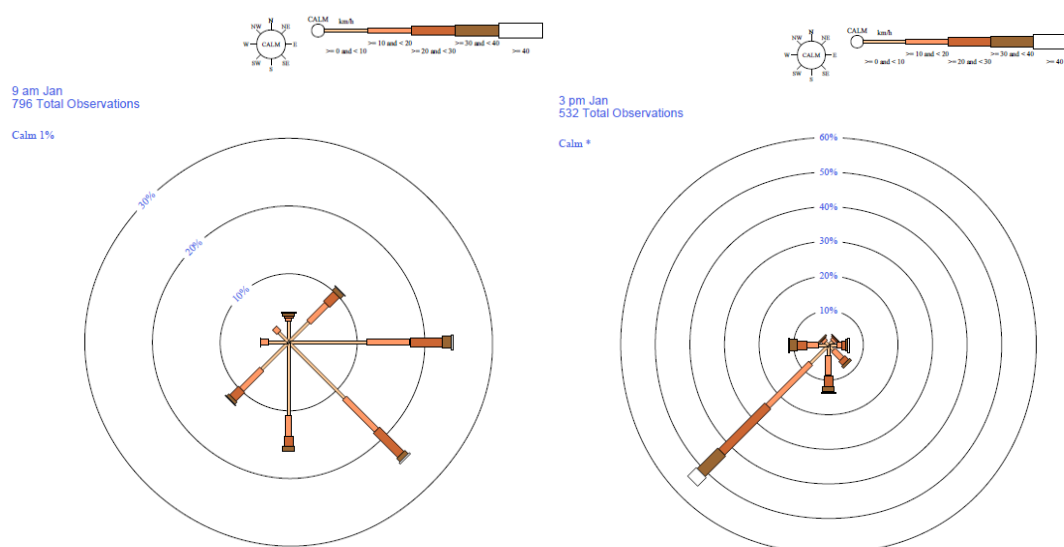 N
NW NE
W CALM E
SW SE
S
CALM km/h
>= 10 and < 20 >= 30 and < 40
>= 0 and < 10 >= 20 and < 30 >= 40
N
NW NE
W CALM E
SW SE
S
CALM km/h
>= 10 and < 20 >= 30 and < 40
>= 0 and < 10 >= 20 and < 30 >= 40
9 am Jan
796 Total Observations
Calm 1%
30%
20%
10%
3 pm Jan
532 Total Observations
Calm *
60%
50%
40%
30%
20%
10%